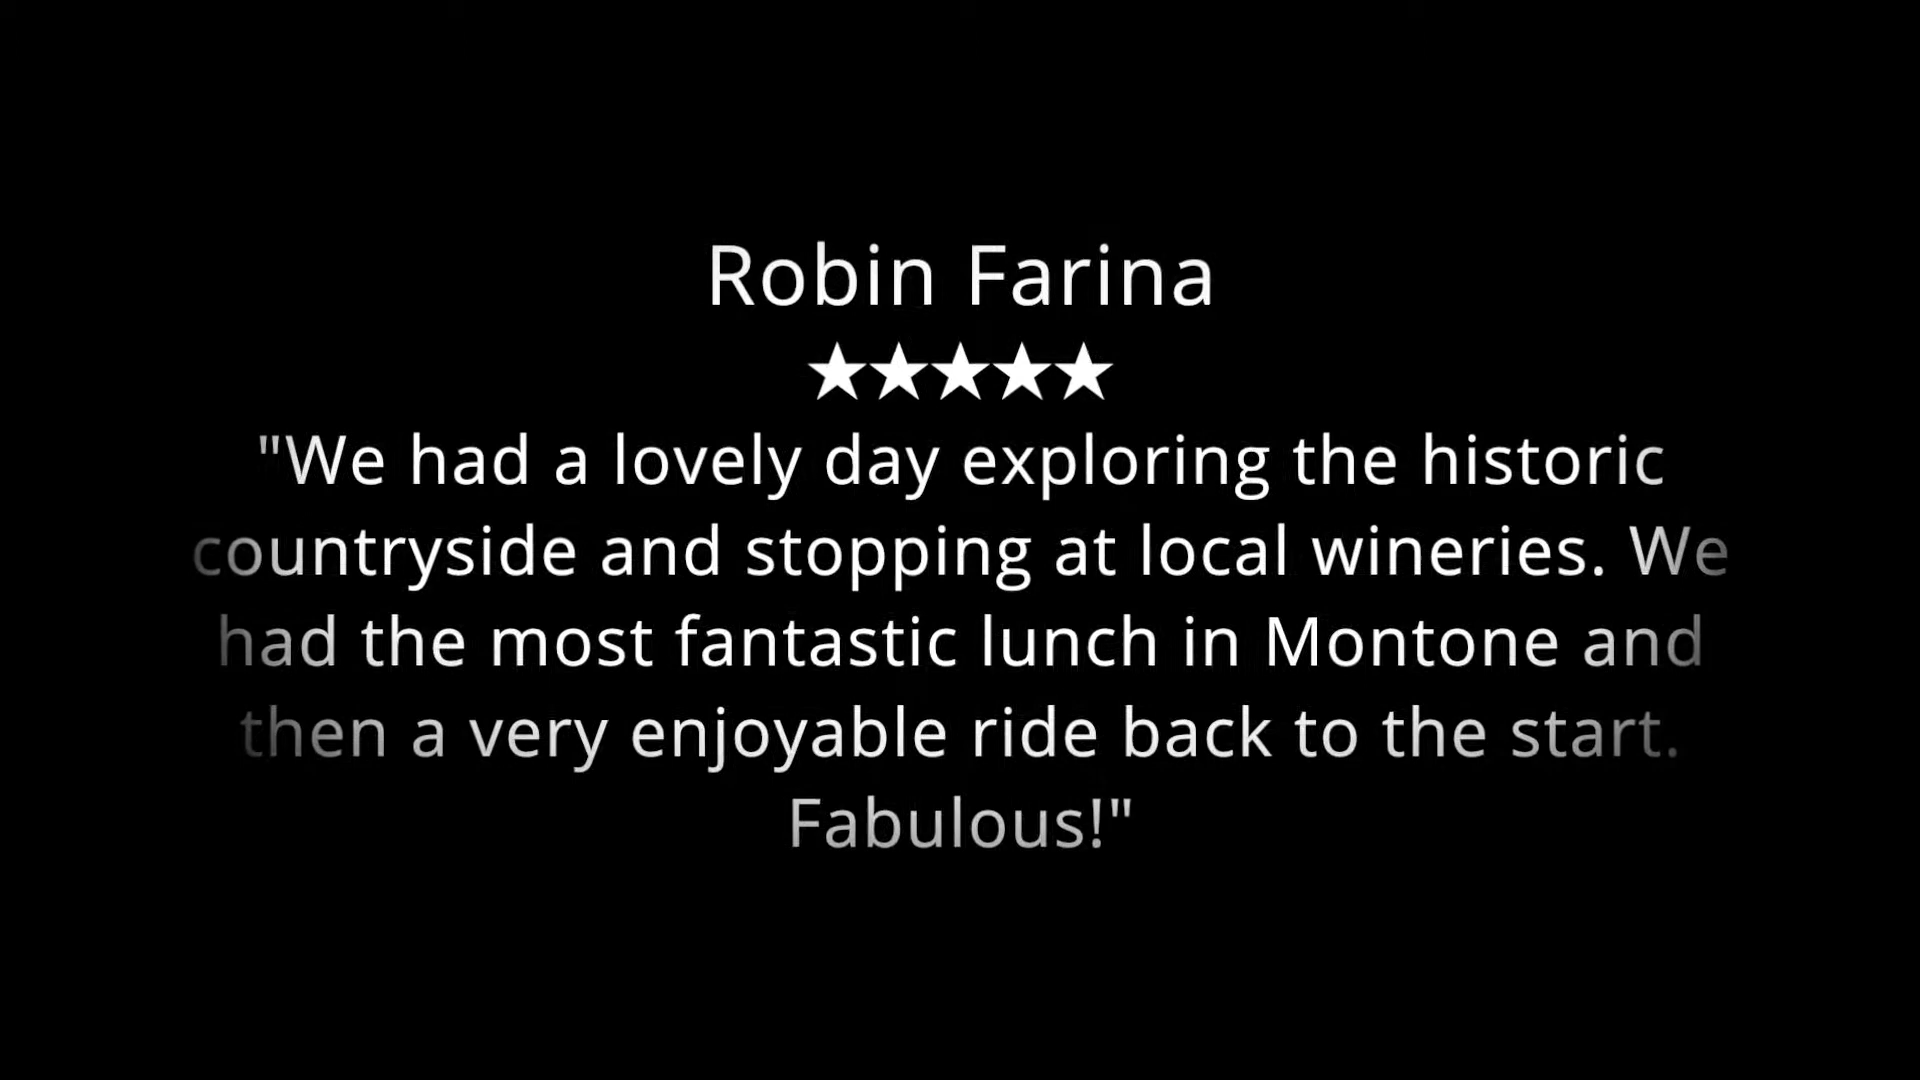 Robin Farina
★★★★★
"We had a lovely day exploring the historic
countryside and stopping at local wineries. We
had the most fantastic lunch in Montone and
then a very enjoyable ride back to the start.
Fabulous!"